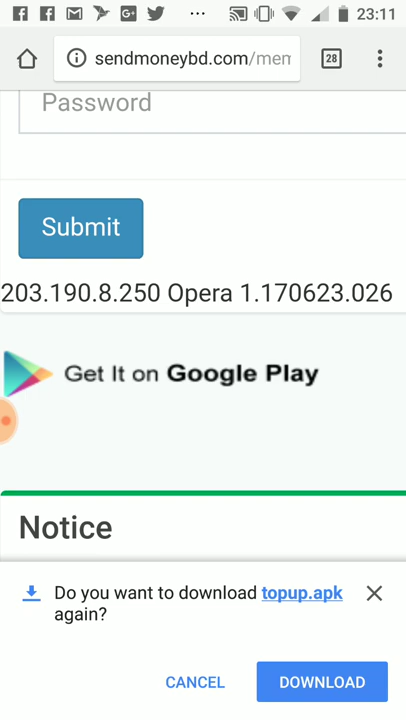 23:11
sendmoneybd.com/mem
28
Password
Submit
203.190.8.250 Opera 1.170623.026
Get It on Google Play
Notice
Do you want to download topup.apk
again?
CANCEL
DOWNLOAD